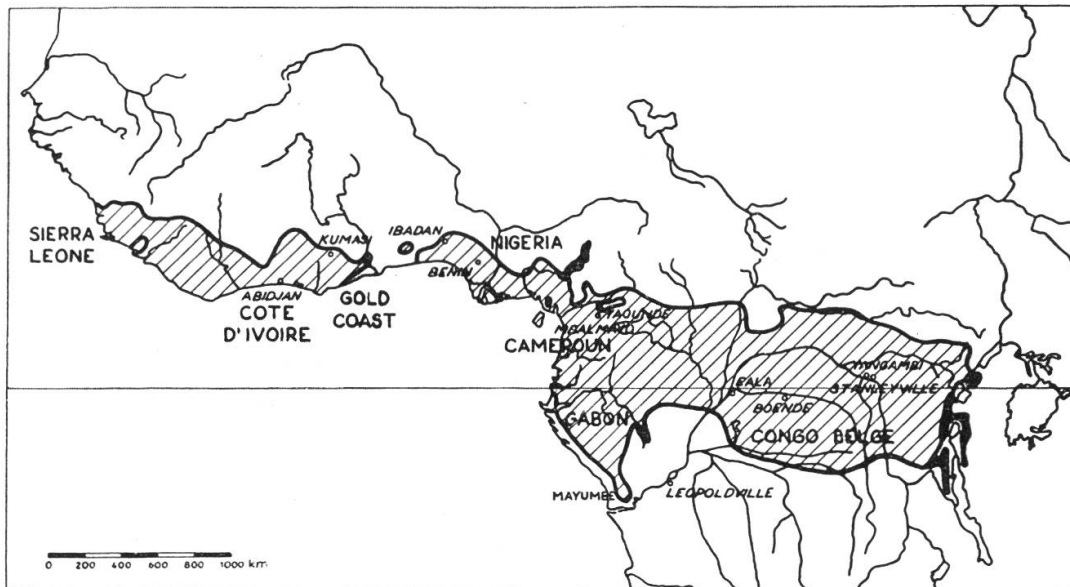 SIERRA
LEONE
KUMASI
IBADAN
NIGERIA
BENIN
ABIDJAN
COTE
D'IVOIRE
GOLD
COAST
YAOUNDE
MBALMAYO
CAMEROUN
YANGAMBI
STANLEYVILLE
EALA
BOENDE
GABON
CONGO BELGE
MAYUMBE
LEOPOLDVILLE
0 200 400 600 800 1000 km.